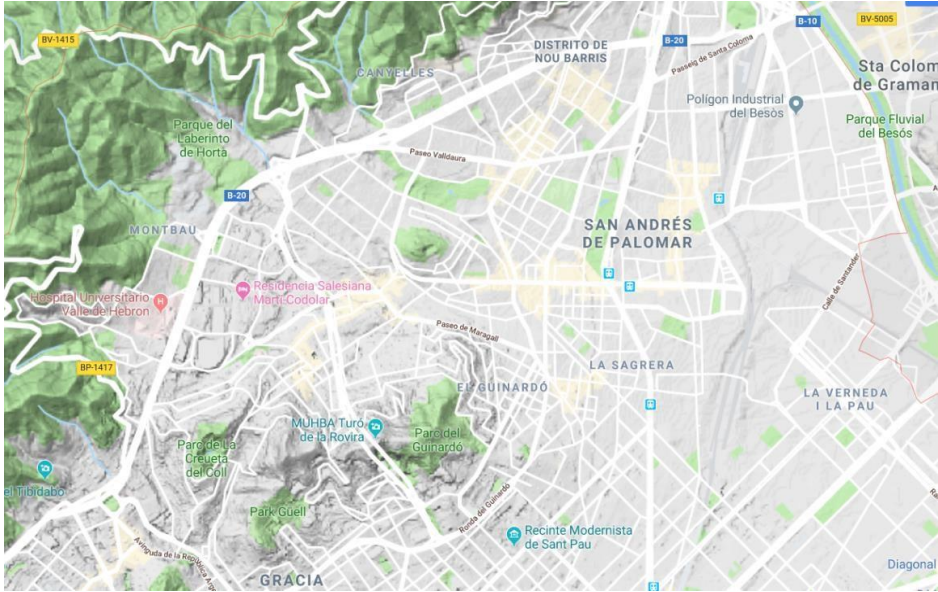 BV-1415
B-10
BV-5005
B-20
DISTRITO DE
NOU BARRIS
Passeig de Santa Coloma
Sta Colom
de Graman
CANYELLES
Polígon Industrial
del Besòs
Parque Fluvial
del Besós
Parque del
Laberinto
de Horta
Paseo Valldaura
B-20
MONTBAU
SAN ANDRÉS
DE PALOMAR
Calle de Santander
Residencia Salesiana
Martí-Codolar
Hospital Universitario
Valle de Hebron
H
Paseo de Maragall
BP-1417
LA SAGRERA
EL GUINARDÓ
LA VERNEDA
I LA PAU
MUHBA Turó
de la Rovira
Parc del
Guinardó
Parc de La
Creueta
del Coll
el Tibidabo
Park Güell
Ronda del Guinardó
Recinte Modernista
de Sant Pau
Avinguda de la República Arge
GRACIA
Diagonal